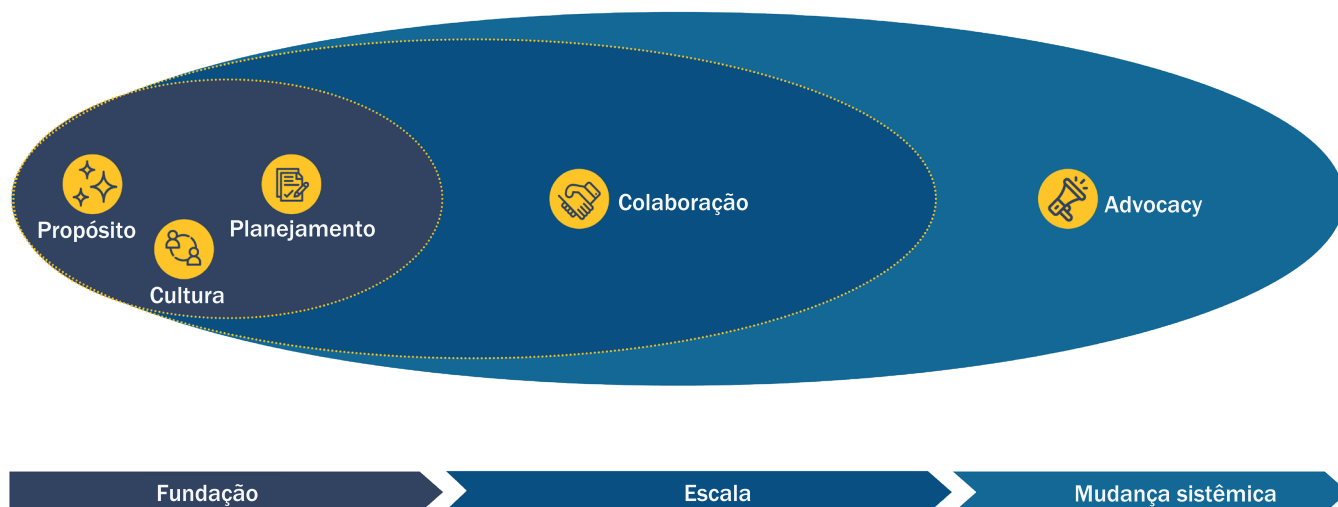 Propósito
Planejamento
Cultura
Colaboração
Advocacy
Fundação
Escala
Mudança sistêmica